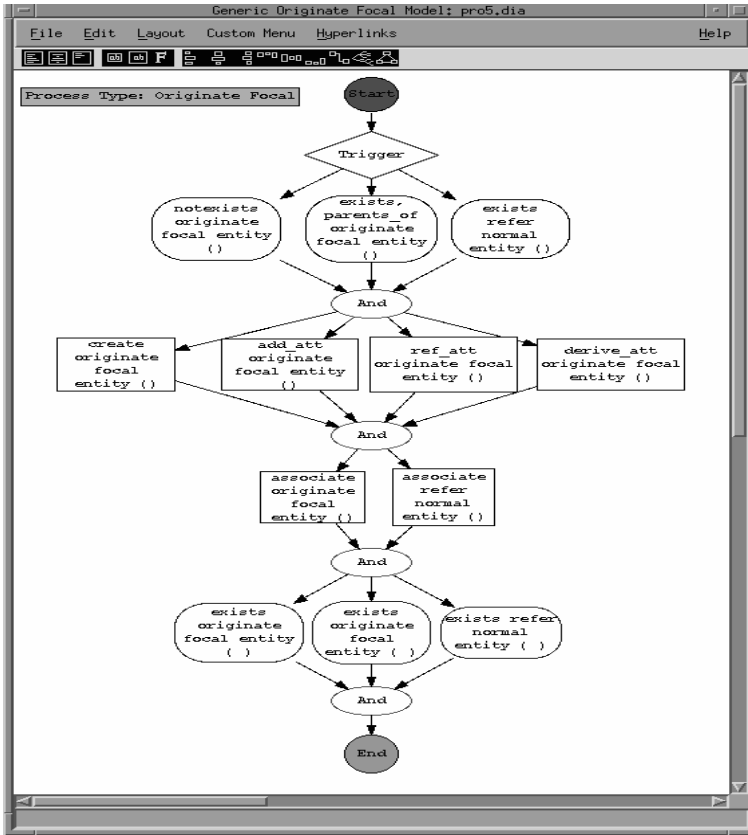 Generic Originate Focal Model: pro5.dia
File Edit Layout Custom Menu Hyperlinks Help
ab ab F
Process Type: Originate Focal
Start
Trigger
notexists
originate
focal entity
()
exists,
parents_of
originate
focal entity
()
exists
refer
normal
entity ()
And
create
originate
focal
entity ()
add_att
originate
focal entity
()
ref_att
originate focal
entity ()
derive_att
originate focal
entity ()
And
associate
originate
focal
entity ()
associate
refer
normal
entity ()
And
exists
originate
focal entity
( )
exists
originate
focal
entity ( )
exists refer
normal
entity ( )
And
End